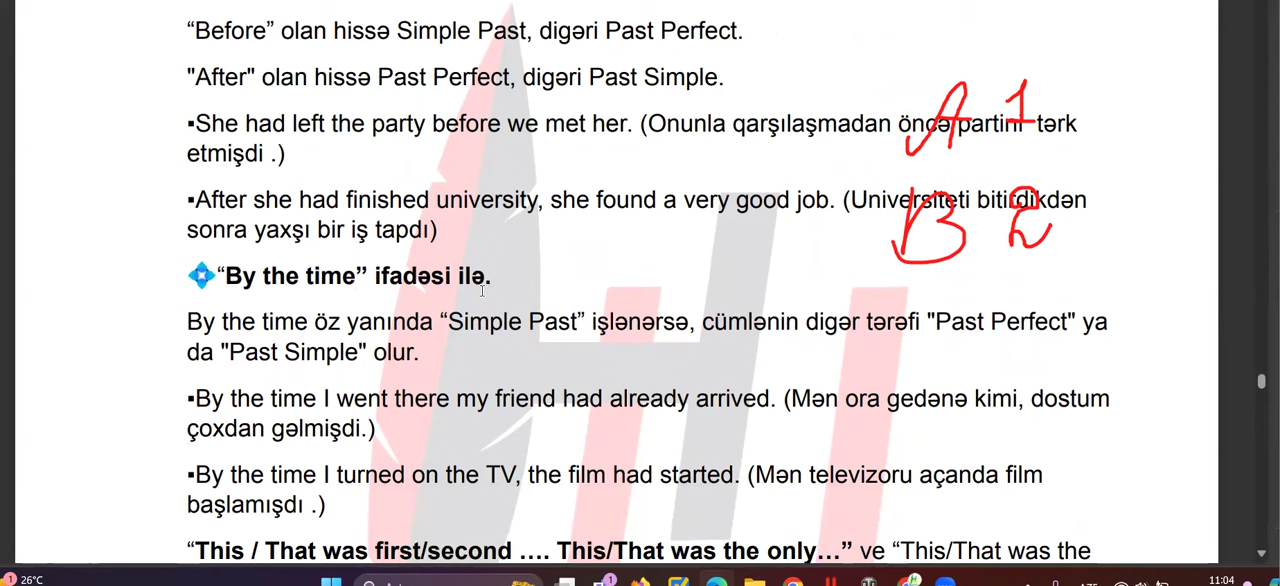 “Before” olan hissə Simple Past, digəri Past Perfect.
"After" olan hissə Past Perfect, digəri Past Simple.
▪She had left the party before we met her. (Onunla qarşılaşmadan öncə partini tərk
etmişdi .)
A 1
▪After she had finished university, she found a very good job. (Universiteti bitirdikdən
sonra yaxşı bir iş tapdı)
B 2
💠“By the time” ifadəsi ilə.
By the time öz yanında “Simple Past” işlənərsə, cümlənin digər tərəfi "Past Perfect" ya
da "Past Simple" olur.
▪By the time I went there my friend had already arrived. (Mən ora gedənə kimi, dostum
çoxdan gəlmişdi.)
▪By the time I turned on the TV, the film had started. (Mən televizoru açanda film
başlamışdı .)
“This / That was first/second …. This/That was the only…” ve “This/That was the
1
26°C
1
11:04